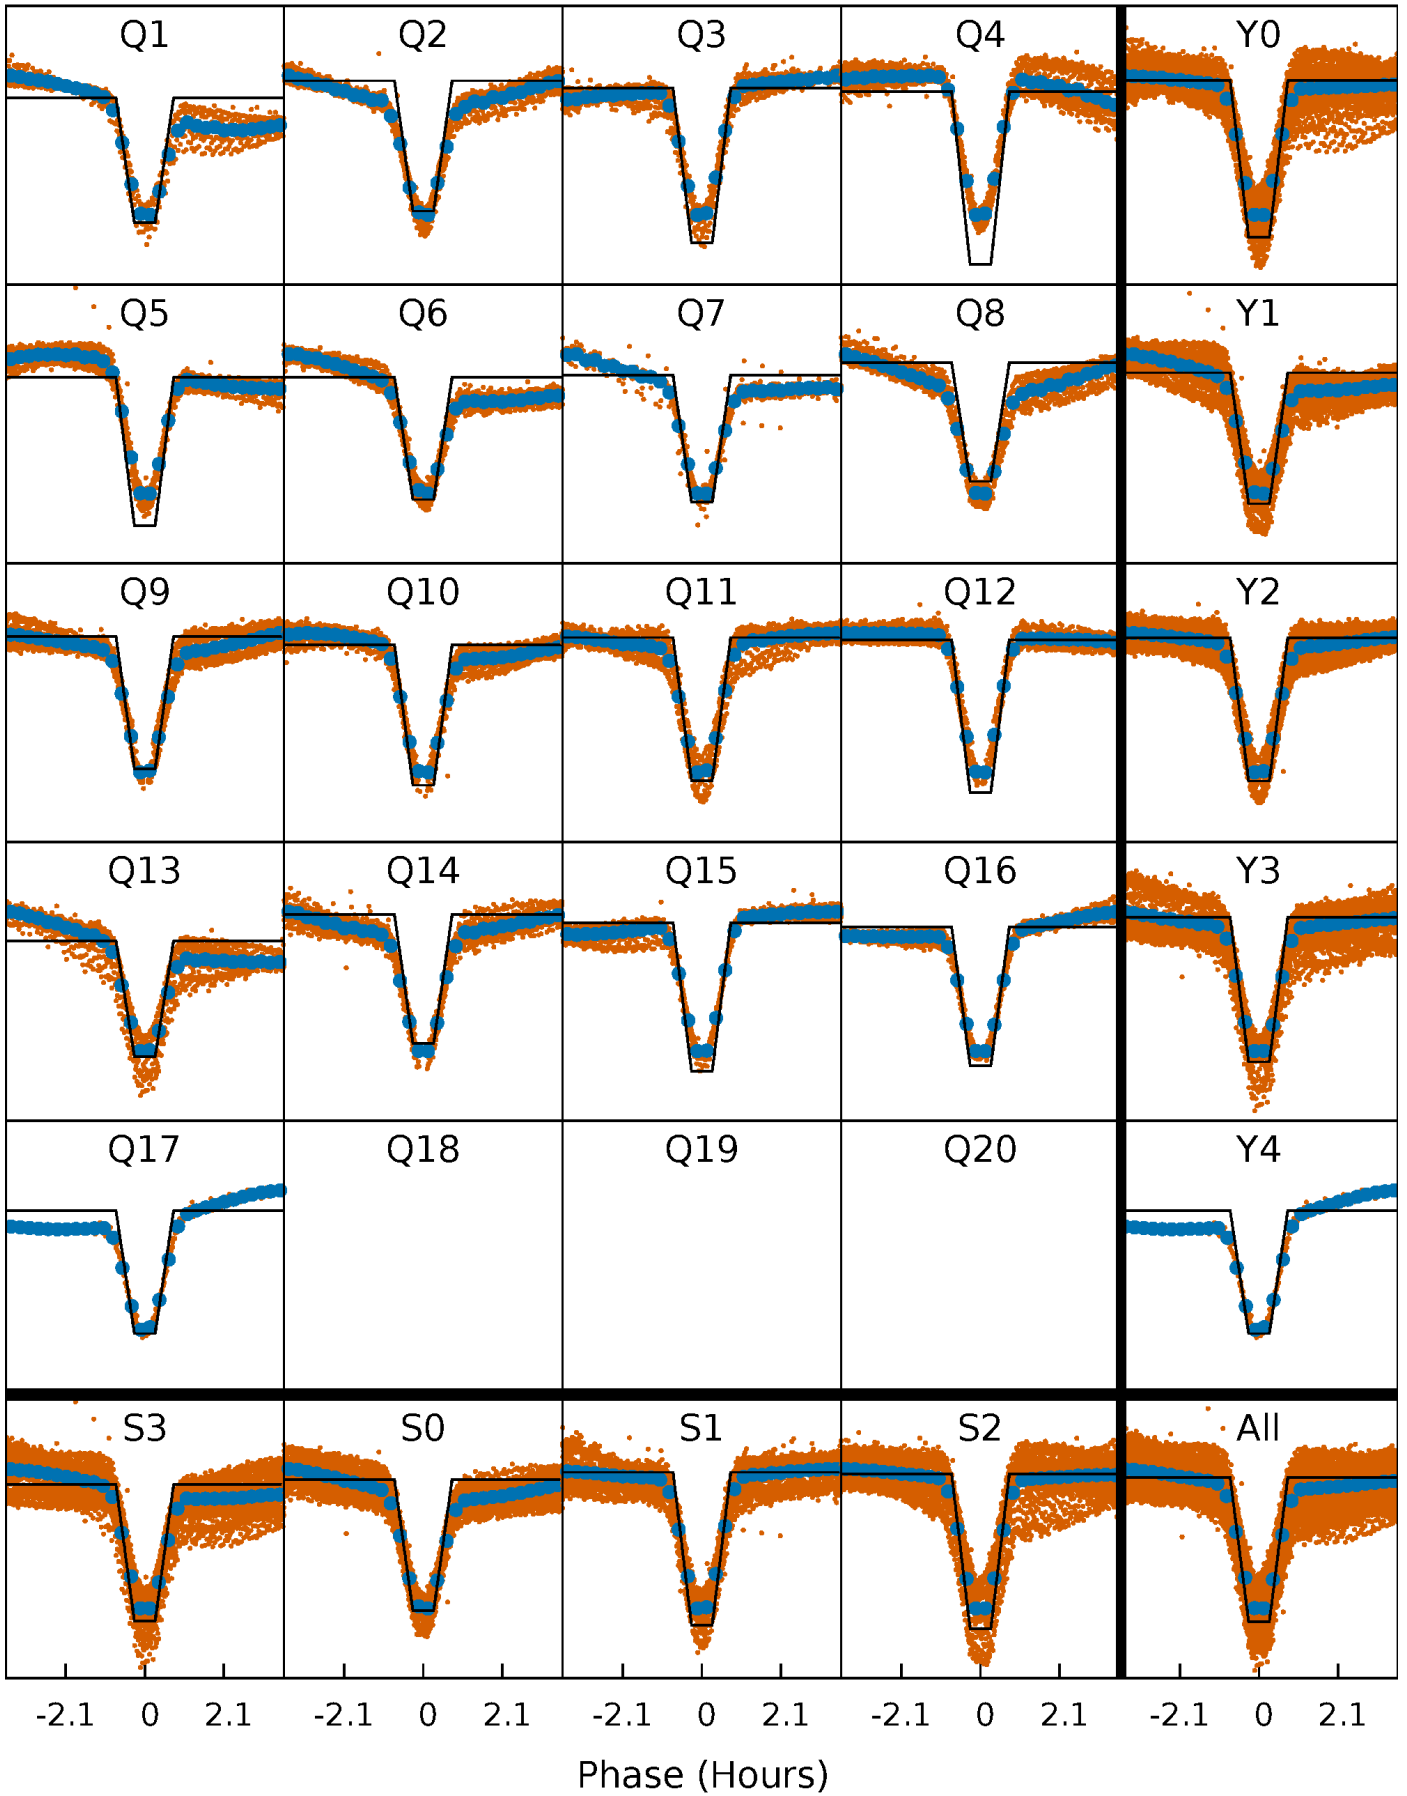 Q1 Q2 Q3 Q4 Y0
Q5 Q6 Q7 Q8 Y1
Q9 Q10 Q11 Q12 Y2
Q13 Q14 Q15 Q16 Y3
Q17 Q18 Q19 Q20 Y4
S3 S0 S1 S2 All
-2.1 0 2.1 -2.1 0 2.1 -2.1 0 2.1 -2.1 0 2.1 -2.1 0 2.1
Phase (Hours)